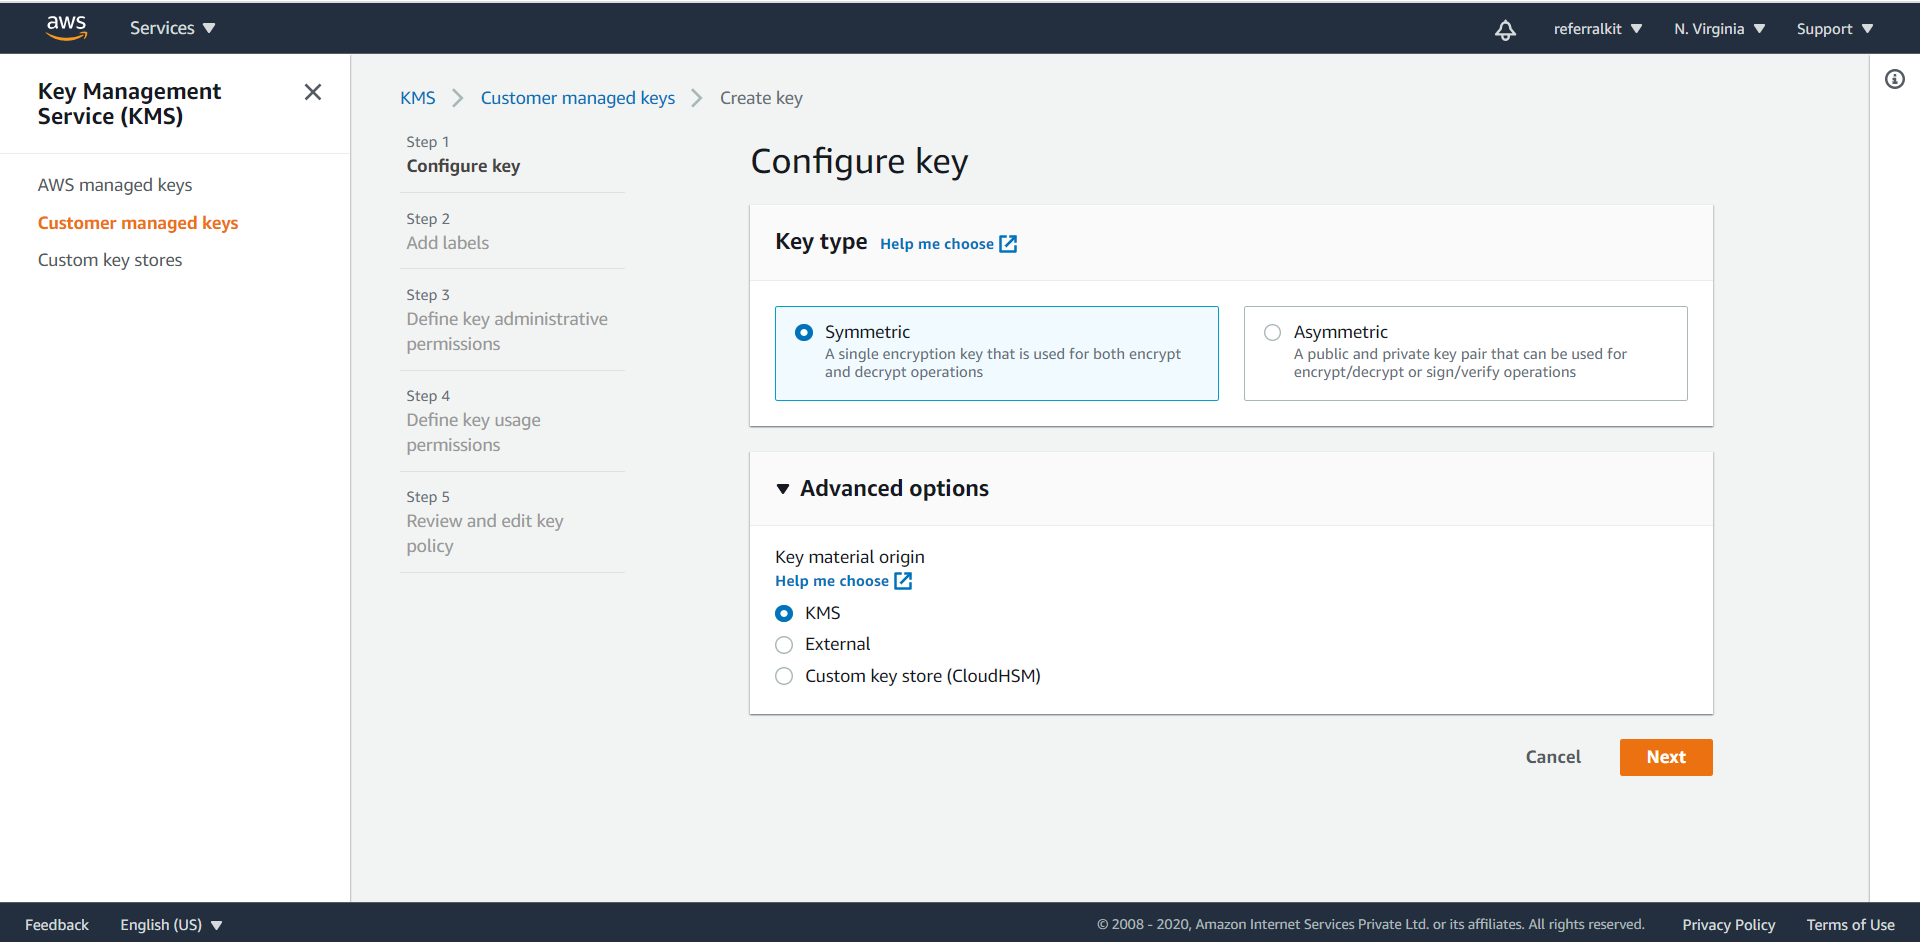 aws
Services
referralkit
N. Virginia
Support
Key Management
Service (KMS)
AWS managed keys
Customer managed keys
Custom key stores
KMS
Customer managed keys
Create key
Step 1
Configure key
Step 2
Add labels
Step 3
Define key administrative
permissions
Step 4
Define key usage
permissions
Step 5
Review and edit key
policy
Configure key
Key type Help me choose
Symmetric
A single encryption key that is used for both encrypt
and decrypt operations
Asymmetric
A public and private key pair that can be used for
encrypt/decrypt or sign/verify operations
Advanced options
Key material origin
Help me choose
KMS
External
Custom key store (CloudHSM)
Cancel
Next
Feedback
English (US)
© 2008 - 2020, Amazon Internet Services Private Ltd. or its affiliates. All rights reserved.
Privacy Policy
Terms of Use